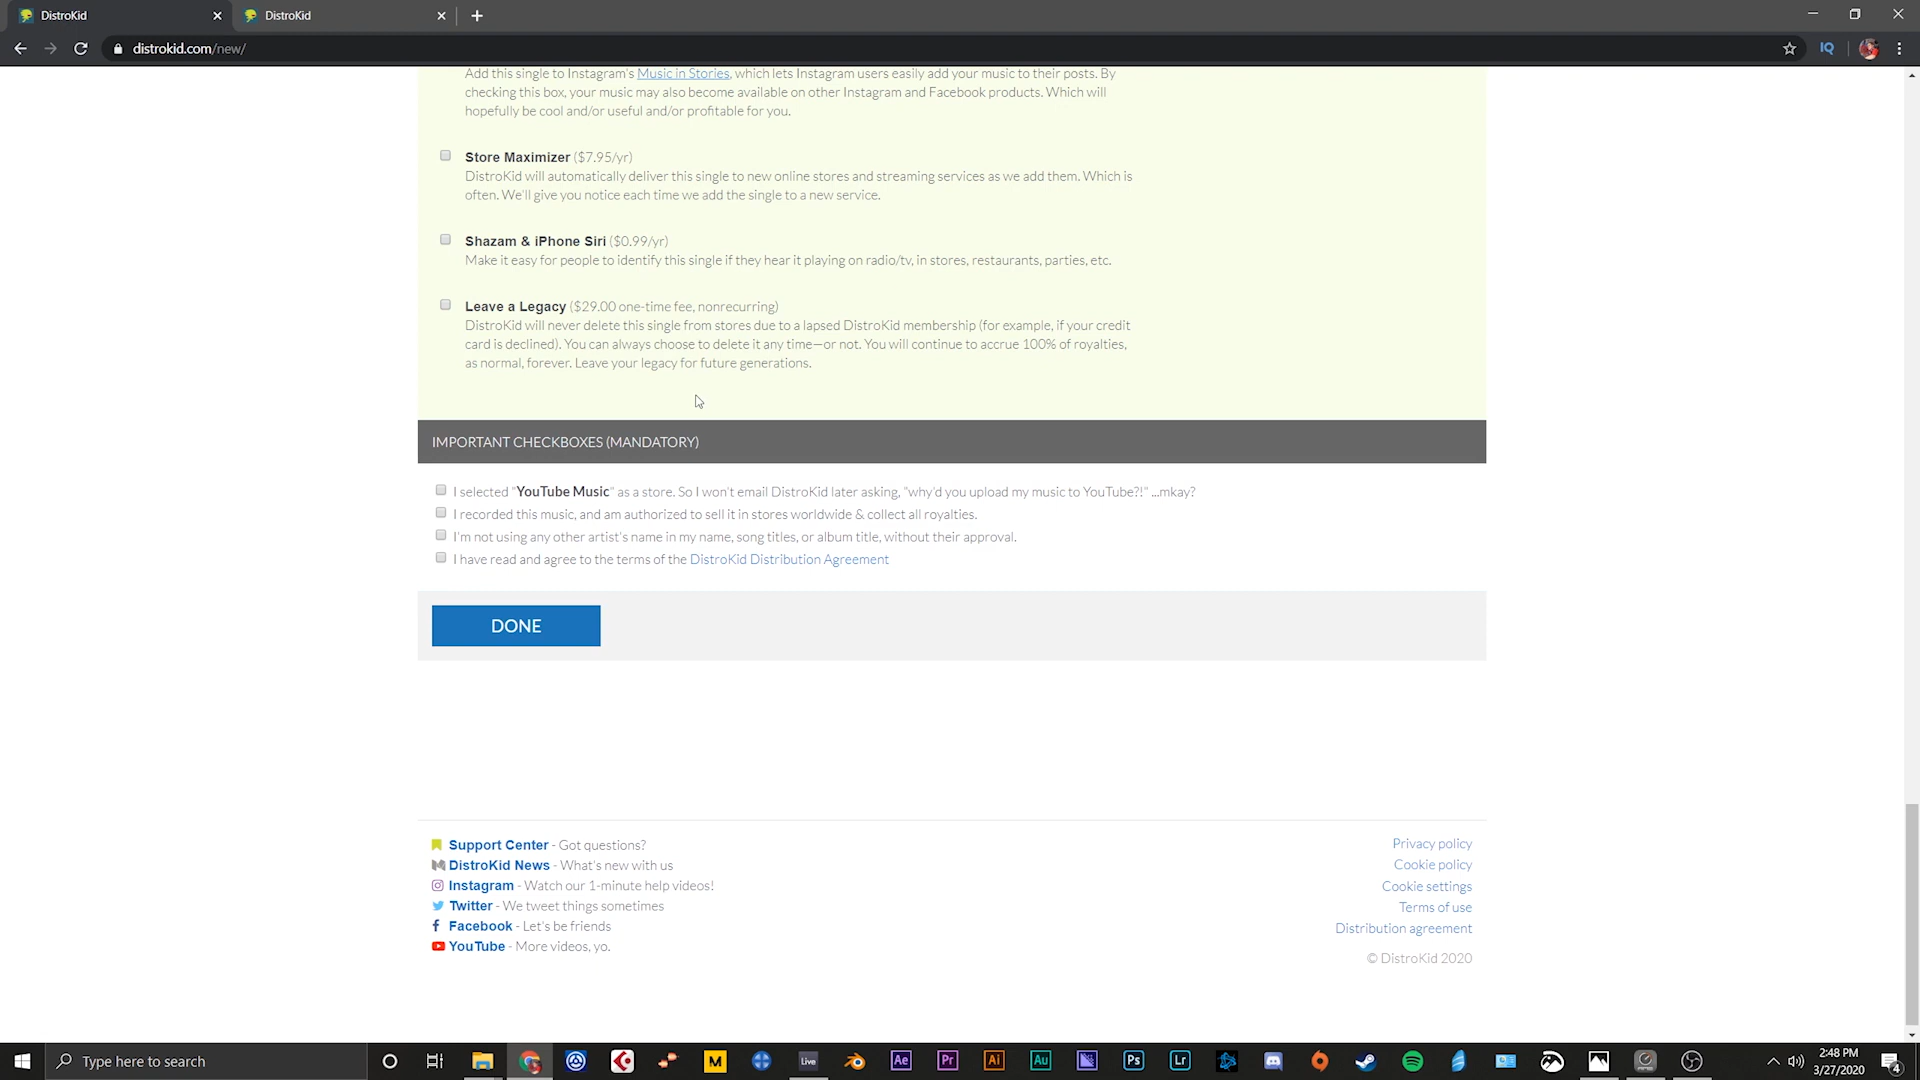 DistroKid
DistroKid
distrokid.com/new/
IQ
Add this single to Instagram's Music in Stories, which lets Instagram users easily add your music to their posts. By
checking this box, your music may also become available on other Instagram and Facebook products. Which will
hopefully be cool and/or useful and/or profitable for you.
Store Maximizer ($7.95/yr)
DistroKid will automatically deliver this single to new online stores and streaming services as we add them. Which is
often. We'll give you notice each time we add the single to a new service.
Shazam & iPhone Siri ($0.99/yr)
Make it easy for people to identify this single if they hear it playing on radio/tv, in stores, restaurants, parties, etc.
Leave a Legacy ($29.00 one-time fee, nonrecurring)
DistroKid will never delete this single from stores due to a lapsed DistroKid membership (for example, if your credit
card is declined). You can always choose to delete it any time—or not. You will continue to accrue 100% of royalties,
as normal, forever. Leave your legacy for future generations.
IMPORTANT CHECKBOXES (MANDATORY)
I selected "YouTube Music" as a store. So I won't email DistroKid later asking, "why'd you upload my music to YouTube?!" ...mkay?
I recorded this music, and am authorized to sell it in stores worldwide & collect all royalties.
I'm not using any other artist's name in my name, song titles, or album title, without their approval.
I have read and agree to the terms of the DistroKid Distribution Agreement
DONE
Support Center - Got questions?
DistroKid News - What's new with us
Instagram - Watch our 1-minute help videos!
Twitter - We tweet things sometimes
Facebook - Let's be friends
YouTube - More videos, yo.
Privacy policy
Cookie policy
Cookie settings
Terms of use
Distribution agreement
© DistroKid 2020
Type here to search
M
Live
Ae
Pr
Ai
Au
Ps
Lr
2:48 PM
3/27/2020
4